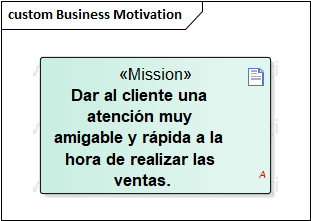 custom Business Motivation
«Mission»
Dar al cliente una
atención muy
amigable y rápida a la
hora de realizar las
ventas.
A